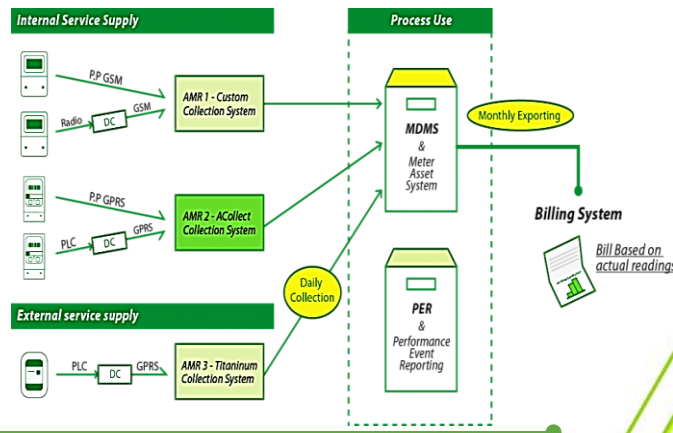 Internal Service Supply
Process Use
P.P GSM
Radio
DC
GSM
AMR 1 - Custom
Collection System
MDMS
&
Meter
Asset
System
Monthly Exporting
P.P GPRS
PLC
DC
GPRS
AMR 2 - ACollect
Collection System
Billing System
Bill Based on
actual readings
Daily
Collection
External service supply
PER
&
Performance
Event
Reporting
PLC
DC
GPRS
AMR 3 - Titaninum
Collection System